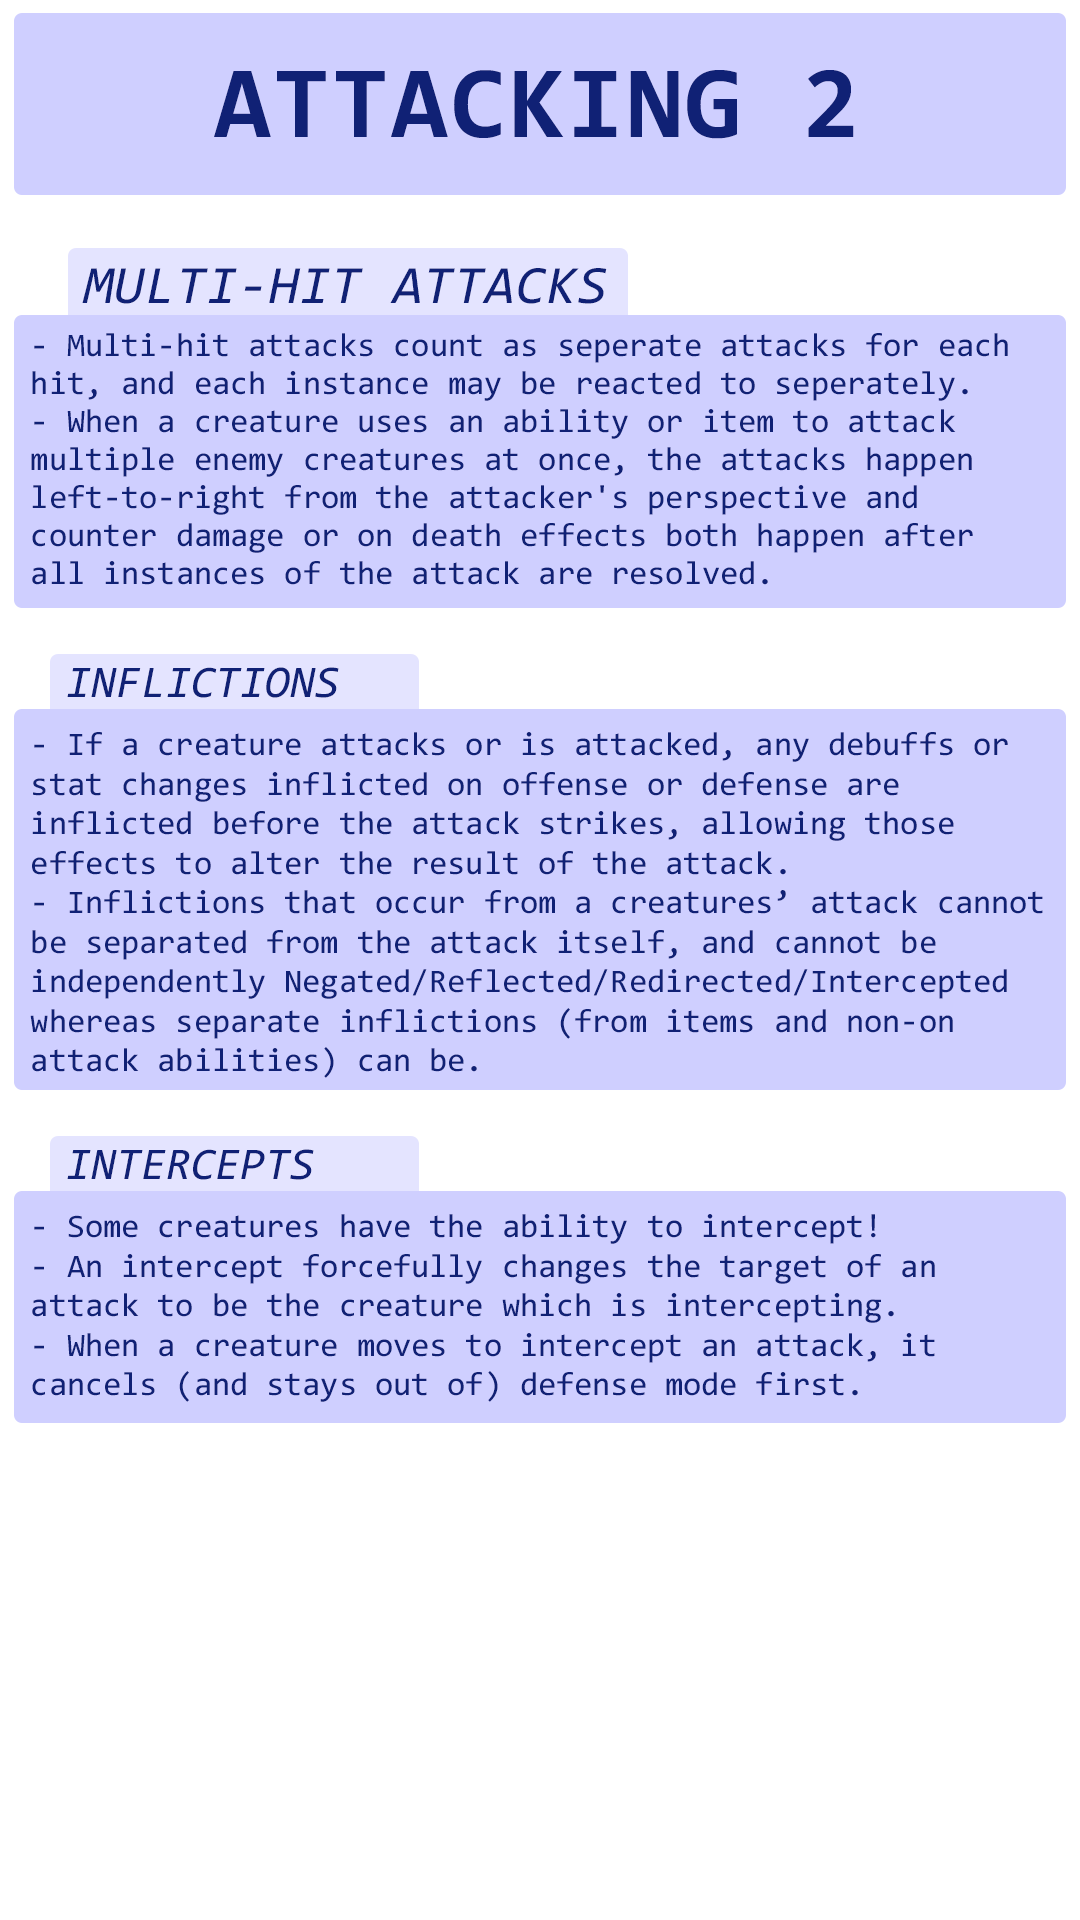 ATTACKING 2
MULTI-HIT ATTACKS
- Multi-hit attacks count as seperate attacks for each
hit, and each instance may be reacted to seperately.
- When a creature uses an ability or item to attack
multiple enemy creatures at once, the attacks happen
left-to-right from the attacker's perspective and
counter damage or on death effects both happen after
all instances of the attack are resolved.
INFLICTIONS
- If a creature attacks or is attacked, any debuffs or
stat changes inflicted on offense or defense are
inflicted before the attack strikes, allowing those
effects to alter the result of the attack.
- Inflictions that occur from a creatures’ attack cannot
be separated from the attack itself, and cannot be
independently Negated/Reflected/Redirected/Intercepted
whereas separate inflictions (from items and non-on
attack abilities) can be.
INTERCEPTS
- Some creatures have the ability to intercept!
- An intercept forcefully changes the target of an
attack to be the creature which is intercepting.
- When a creature moves to intercept an attack, it
cancels (and stays out of) defense mode first.